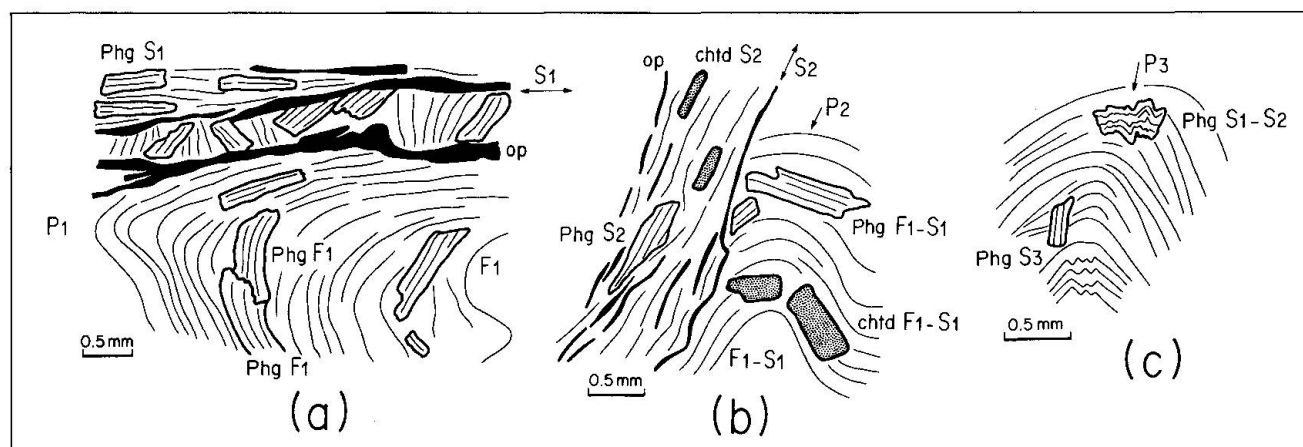 Phg S1
S1
op
P1
Phg F1
F1
Phg F1
0.5 mm
(a)
op
chtd S2
S2
P2
Phg S2
Phg F1-S1
chtd F1-S1
F1-S1
0.5 mm
(b)
P3
Phg S1-S2
Phg S3
0.5 mm
(c)